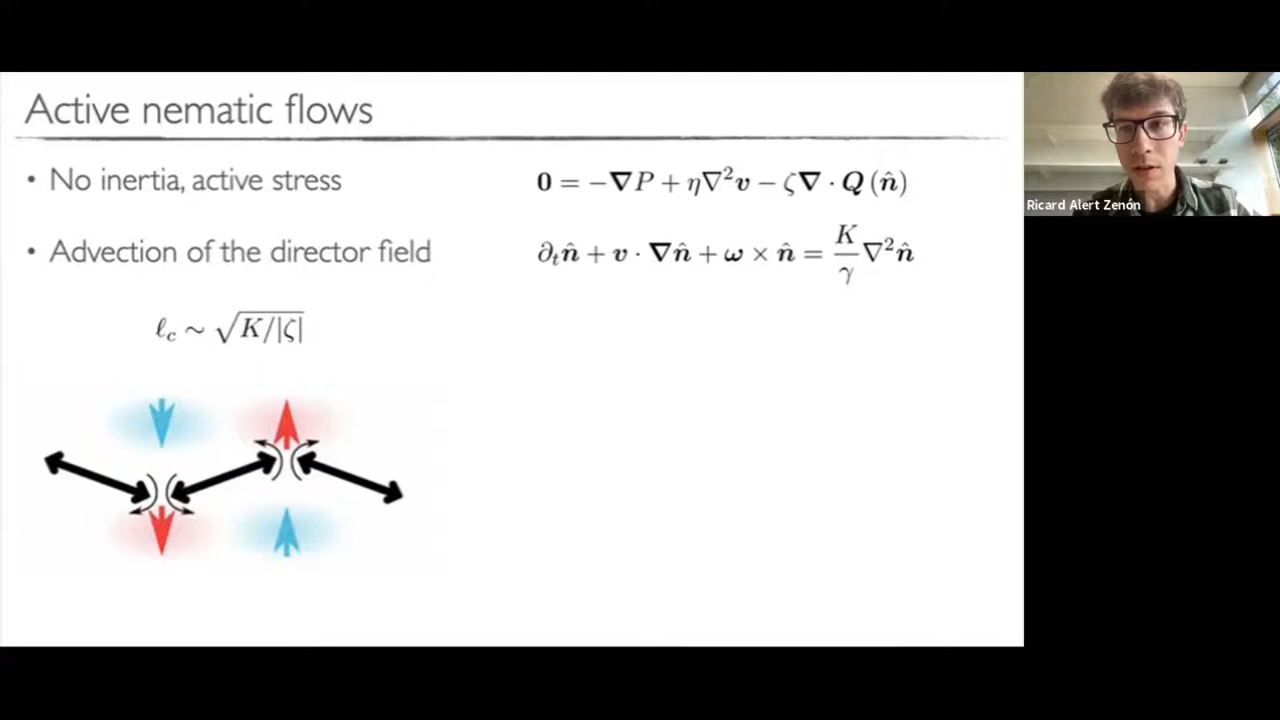 Active nematic flows
• No inertia, active stress
𝟎 = −∇P + η∇²𝒗 − ζ∇ · 𝑸(𝒏̂)
• Advection of the director field
∂ₜ𝒏̂ + 𝒗 · ∇𝒏̂ + 𝝎 × 𝒏̂ = K/γ ∇²𝒏̂
ℓ_c ∼ √(K/|ζ|)
Ricard Alert Zenón